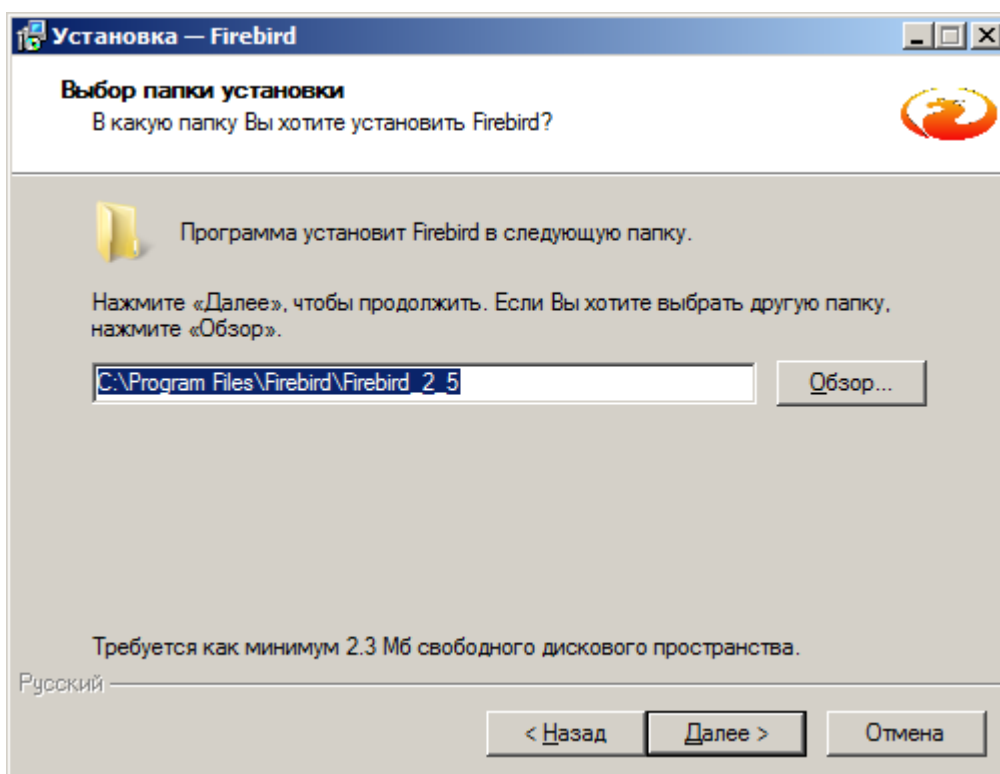 Установка — Firebird
Выбор папки установки
В какую папку Вы хотите установить Firebird?
Программа установит Firebird в следующую папку.
Нажмите «Далее», чтобы продолжить. Если Вы хотите выбрать другую папку,
нажмите «Обзор».
C:\Program Files\Firebird\Firebird_2_5
Обзор...
Требуется как минимум 2.3 Мб свободного дискового пространства.
Русский
< Назад
Далее >
Отмена